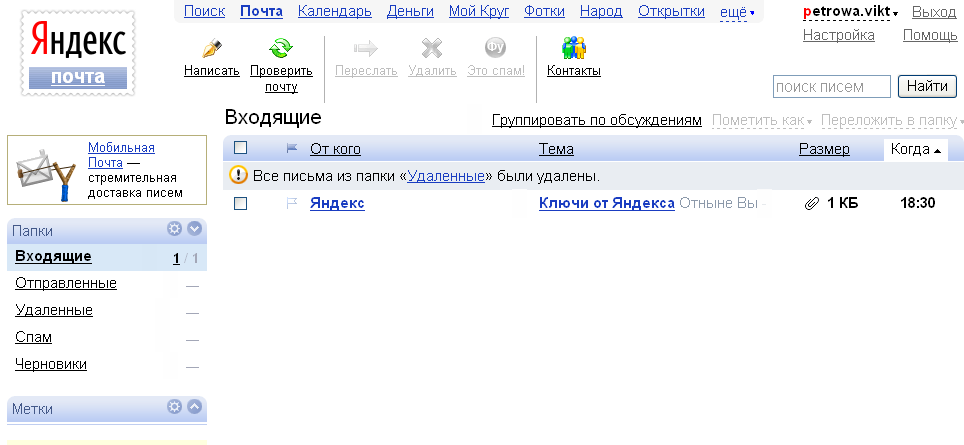 Поиск Почта Календарь Деньги Мой Круг Фотки Народ Открытки ещё petrowa.vikt Выход
Настройка Помощь
Яндекс
почта
Написать Проверить почту Переслать Удалить Это спам! Контакты
поиск писем Найти
Входящие
Группировать по обсуждениям Пометить как Переложить в папку
От кого Тема Размер Когда
Все письма из папки «Удаленные» были удалены.
Яндекс Ключи от Яндекса Отныне Вы - 1 КБ 18:30
Мобильная
Почта —
стремительная
доставка писем
Папки
Входящие 1 / 1
Отправленные —
Удаленные —
Спам —
Черновики —
Метки